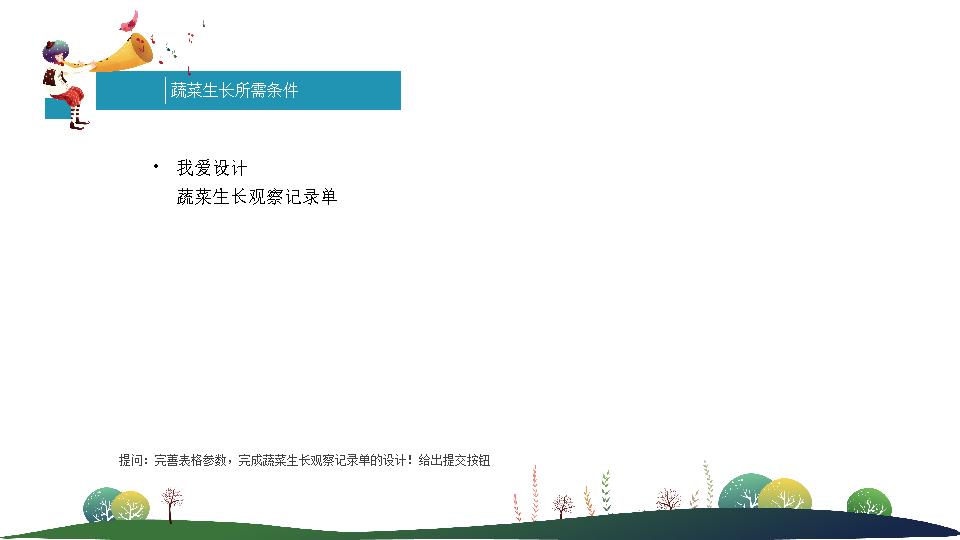 蔬菜生长所需条件
• 我爱设计
蔬菜生长观察记录单
提问：完善表格参数，完成蔬菜生长观察记录单的设计！给出提交按钮